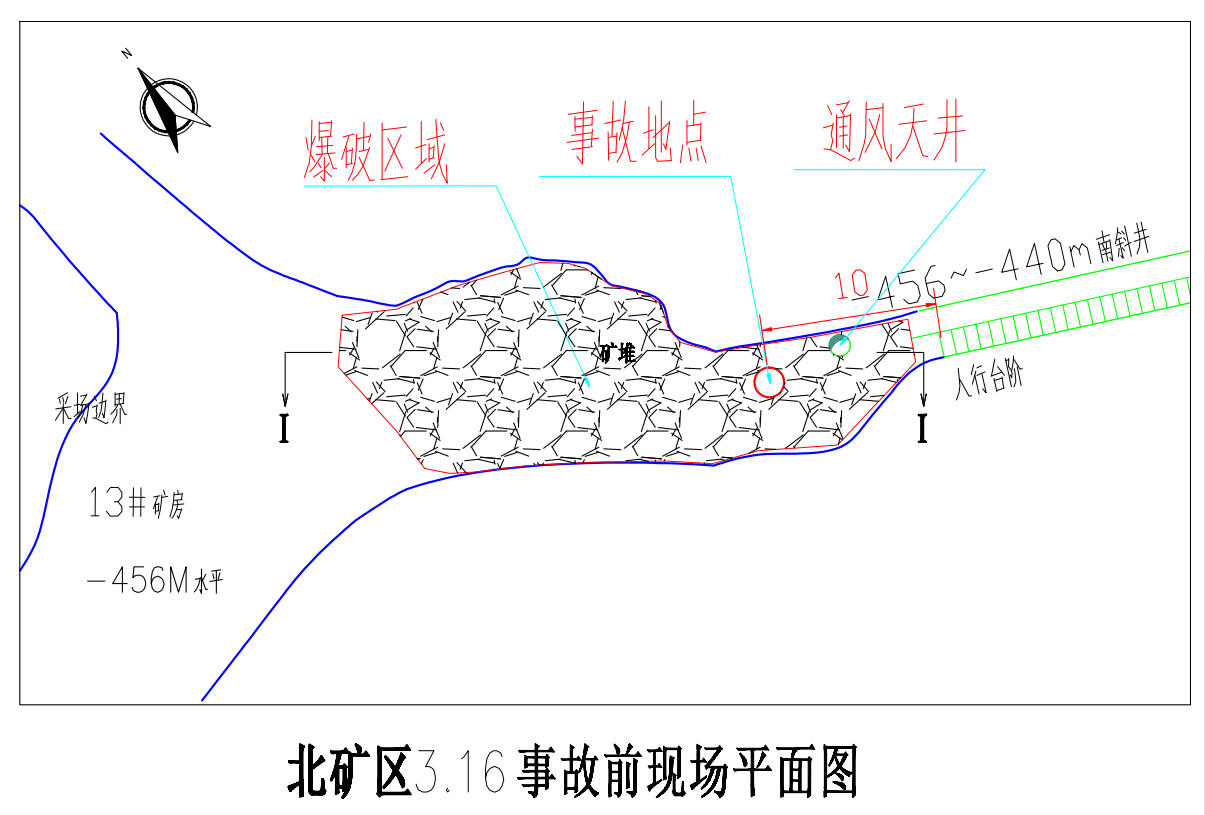 N
爆破区域
事故地点
通风天井
10
-456~-440m南斜井
矿堆
人行台阶
采场边界
I
I
13#矿房
-456M水平
北矿区3.16事故前现场平面图